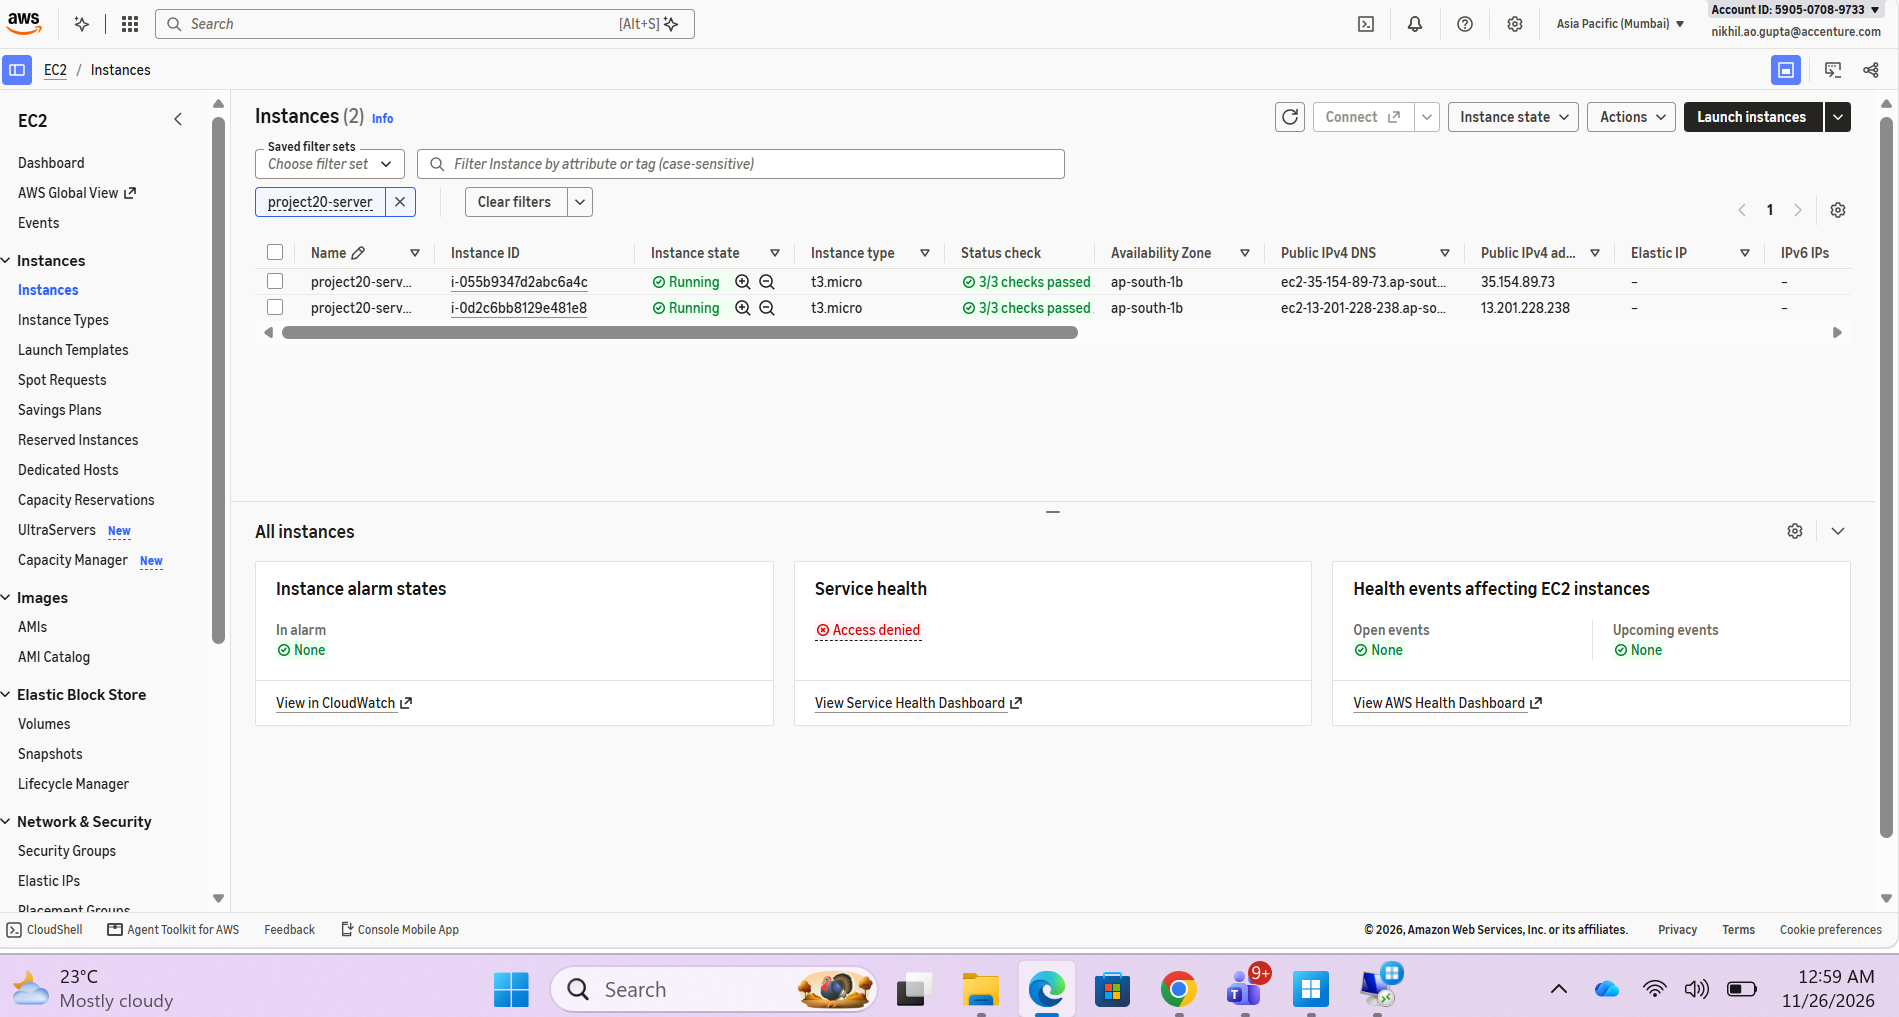 aws
Search [Alt+S]
Asia Pacific (Mumbai)
Account ID: 5905-0708-9733
nikhil.ao.gupta@accenture.com
EC2 / Instances
EC2
Dashboard
AWS Global View
Events
Instances
Instances
Instance Types
Launch Templates
Spot Requests
Savings Plans
Reserved Instances
Dedicated Hosts
Capacity Reservations
UltraServers New
Capacity Manager New
Images
AMIs
AMI Catalog
Elastic Block Store
Volumes
Snapshots
Lifecycle Manager
Network & Security
Security Groups
Elastic IPs
Placement Groups
Instances (2) Info
Connect
Instance state
Actions
Launch instances
Saved filter sets
Choose filter set
Filter Instance by attribute or tag (case-sensitive)
project20-server
Clear filters
1
Name Instance ID Instance state Instance type Status check Availability Zone Public IPv4 DNS Public IPv4 ad... Elastic IP IPv6 IPs
project20-serv... i-055b9347d2abc6a4c Running t3.micro 3/3 checks passed ap-south-1b ec2-35-154-89-73.ap-sout... 35.154.89.73 – –
project20-serv... i-0d2c6bb8129e481e8 Running t3.micro 3/3 checks passed ap-south-1b ec2-13-201-228-238.ap-so... 13.201.228.238 – –
All instances
Instance alarm states
In alarm
None
View in CloudWatch
Service health
Access denied
View Service Health Dashboard
Health events affecting EC2 instances
Open events
None
Upcoming events
None
View AWS Health Dashboard
CloudShell
Agent Toolkit for AWS
Feedback
Console Mobile App
© 2026, Amazon Web Services, Inc. or its affiliates.
Privacy
Terms
Cookie preferences
23°C
Mostly cloudy
Search
T
9+
12:59 AM
11/26/2026